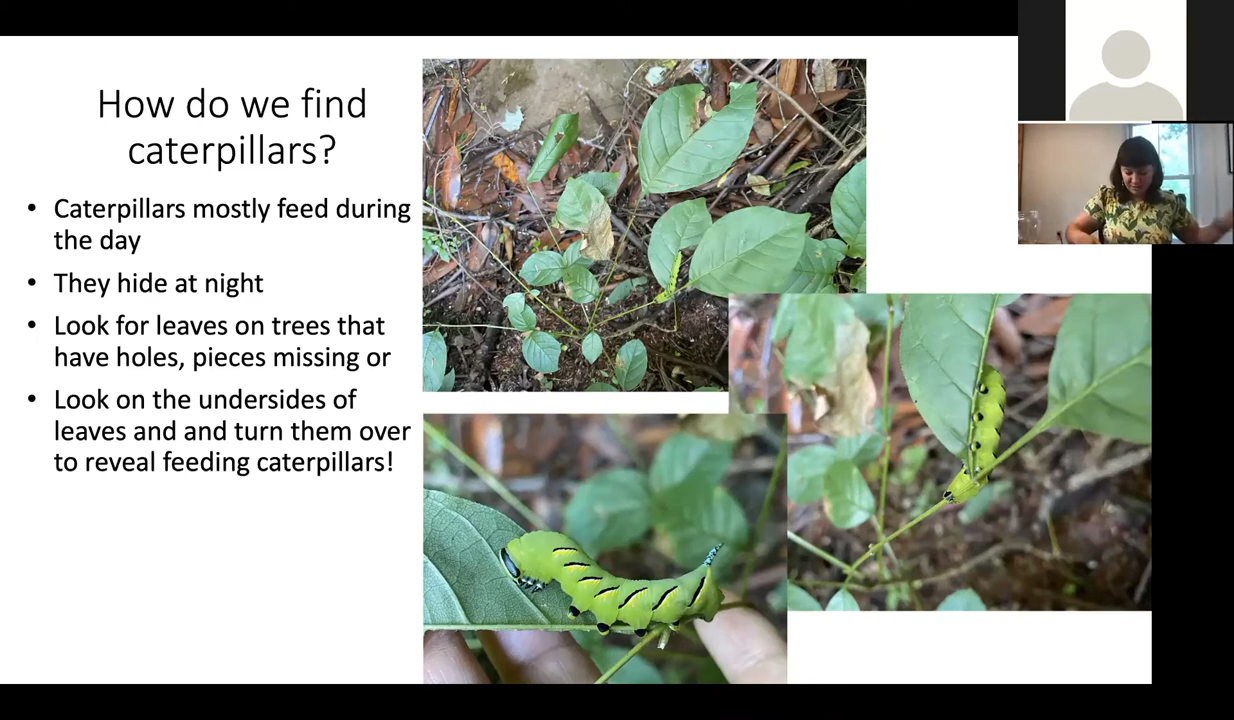 How do we find
caterpillars?
• Caterpillars mostly feed during
the day
• They hide at night
• Look for leaves on trees that
have holes, pieces missing or
• Look on the undersides of
leaves and and turn them over
to reveal feeding caterpillars!